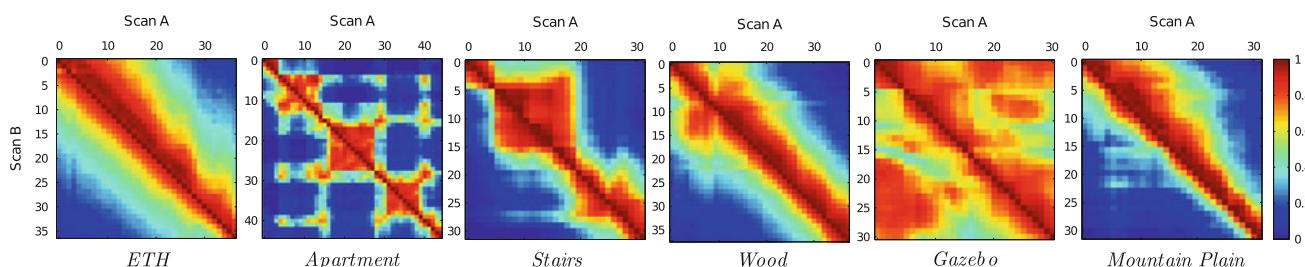 Scan A Scan A Scan A Scan A Scan A Scan A
0 10 20 30 0 10 20 30 40 0 10 20 30 0 10 20 30 0 10 20 30 0 10 20 30
Scan B
0 5 10 15 20 25 30 35
0 10 20 30 40
0 5 10 15 20 25 30
0 5 10 15 20 25 30 35
0 5 10 15 20 25 30
0 5 10 15 20 25 30
1 0. 0. 0. 0. 0
ETH Apartment Stairs Wood Gazebo Mountain Plain